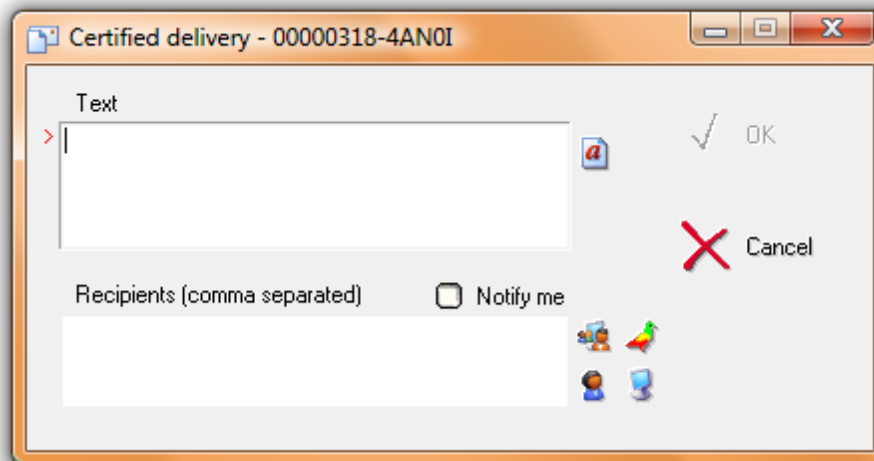 Certified delivery - 00000318-4AN0I
Text
>
a
OK
Cancel
Recipients (comma separated)
Notify me